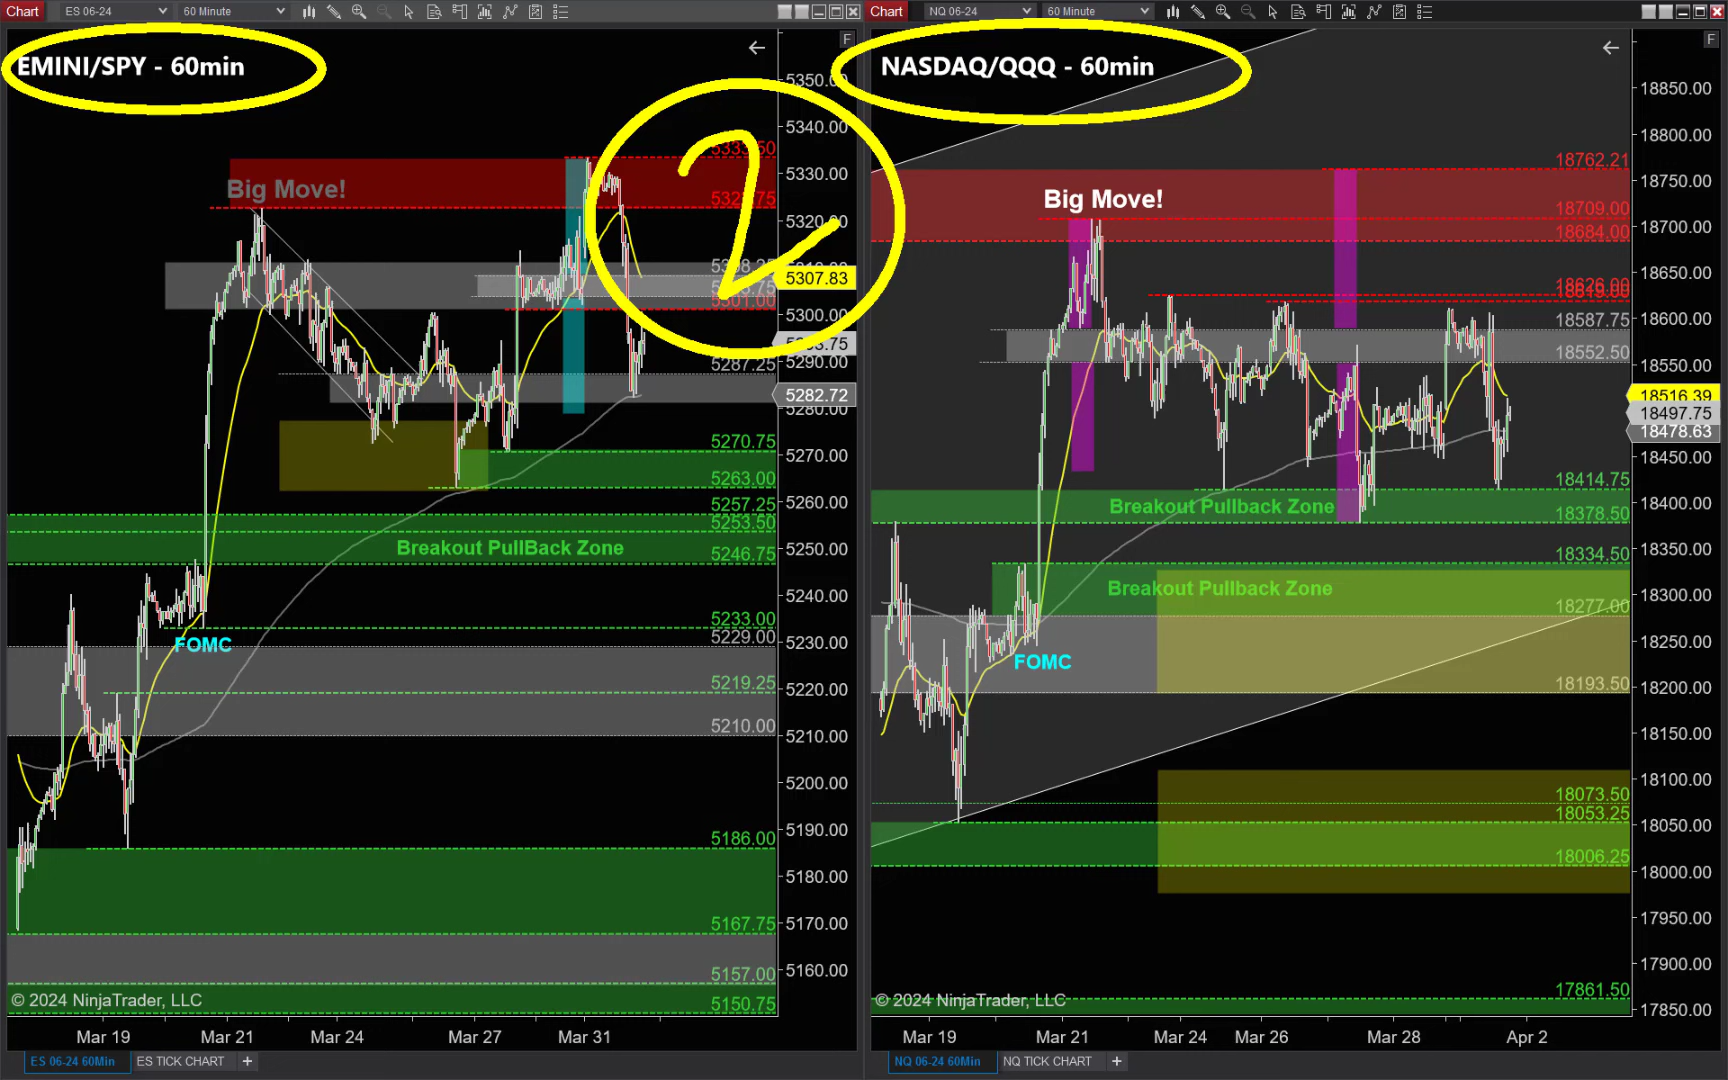 Chart
ES 06-24
60 Minute
EMINI/SPY - 60min
F
2
Big Move!
5333.50
5308.25
5301.00
5287.25
5270.75
5263.00
5257.25
5253.50
Breakout PullBack Zone
5246.75
5233.00
FOMC
5229.00
5219.25
5210.00
5186.00
5167.75
5157.00
5150.75
© 2024 NinjaTrader, LLC
5350.00
5340.00
5330.00
5320.00
5307.83
5300.00
5290.00
5282.72
5280.00
5270.00
5260.00
5250.00
5240.00
5230.00
5220.00
5210.00
5200.00
5190.00
5180.00
5170.00
5160.00
Mar 19
Mar 21
Mar 24
Mar 27
Mar 31
ES 06-24 60Min
ES TICK CHART
+
Chart
NQ 06-24
60 Minute
NASDAQ/QQQ - 60min
F
18762.21
Big Move!
18709.00
18684.00
18626.00
18587.75
18552.50
18414.75
Breakout Pullback Zone
18378.50
18334.50
Breakout Pullback Zone
18277.00
FOMC
18193.50
18073.50
18053.25
18006.25
17861.50
© 2024 NinjaTrader, LLC
18850.00
18800.00
18750.00
18700.00
18650.00
18600.00
18550.00
18516.39
18497.75
18478.63
18450.00
18400.00
18350.00
18300.00
18250.00
18200.00
18150.00
18100.00
18050.00
18000.00
17950.00
17900.00
17850.00
Mar 19
Mar 21
Mar 24
Mar 26
Mar 28
Apr 2
NQ 06-24 60Min
NQ TICK CHART
+